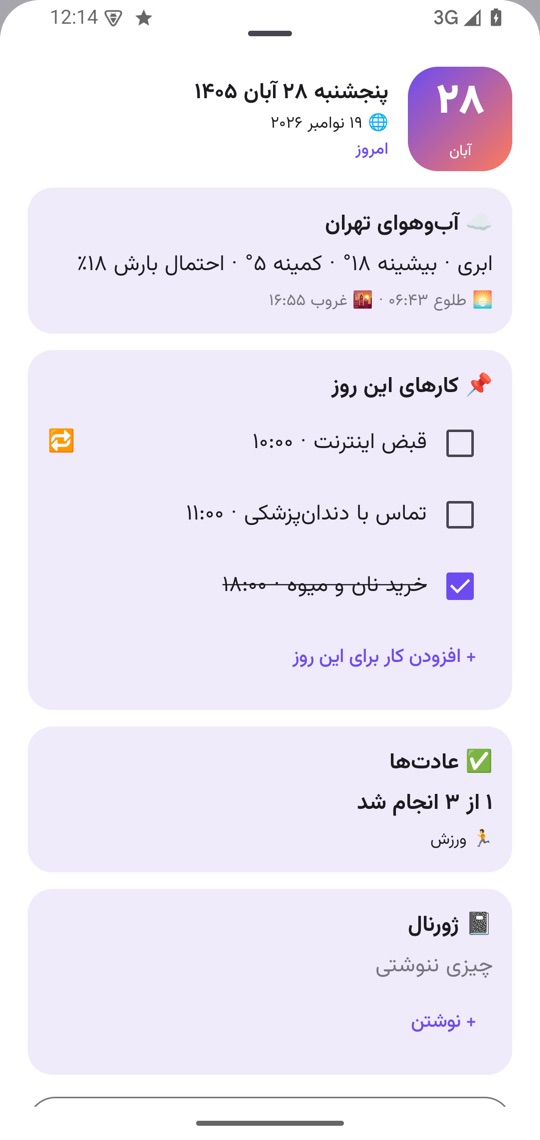 12:14
3G
۲۸
آبان
پنجشنبه ۲۸ آبان ۱۴۰۵
۱۹ نوامبر ۲۰۲۶
امروز
آب‌وهوای تهران
ابری · بیشینه ۱۸° · کمینه ۵° · احتمال بارش ۱۸٪
طلوع ۰۶:۴۳ · غروب ۱۶:۵۵
کارهای این روز
قبض اینترنت · ۱۰:۰۰
تماس با دندان‌پزشکی · ۱۱:۰۰
خرید نان و میوه · ۱۸:۰۰
+ افزودن کار برای این روز
عادت‌ها
۱ از ۳ انجام شد
ورزش
ژورنال
چیزی ننوشتی
+ نوشتن